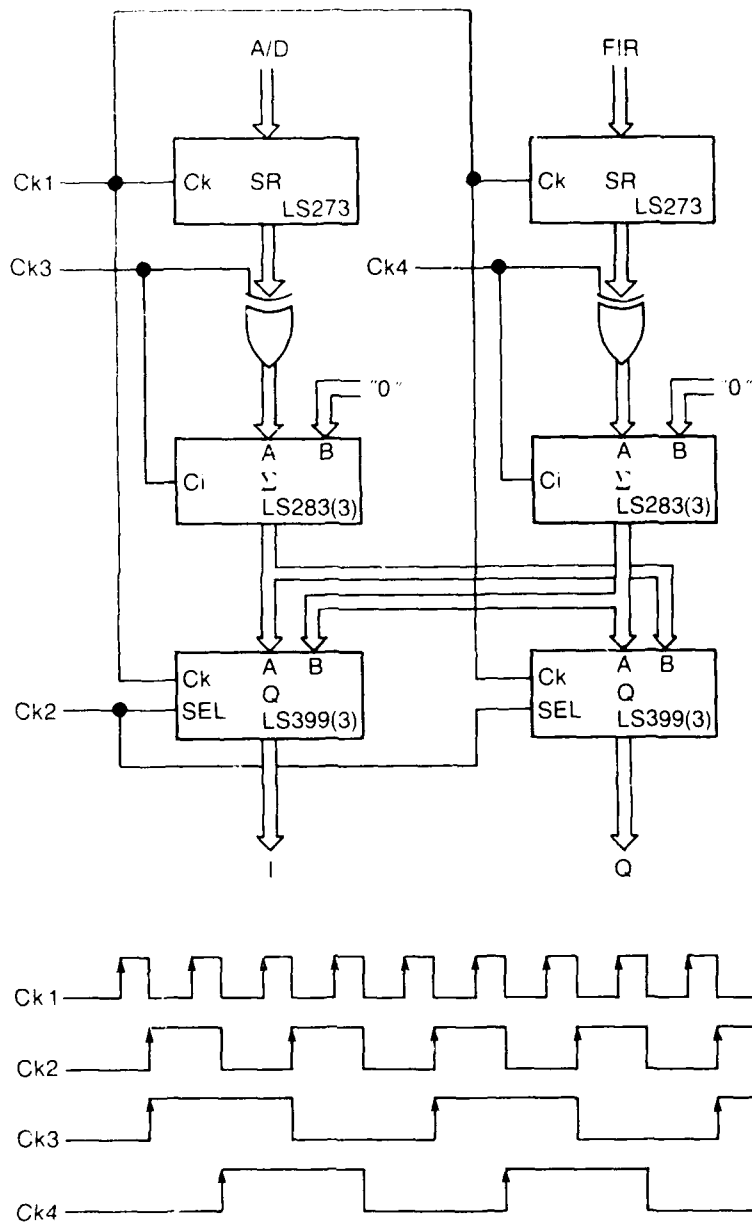 A/D
FIR
Ck1
Ck SR
LS273
Ck SR
LS273
Ck3
Ck4
"0"
"0"
A B
Ci Σ
LS283(3)
A B
Ci Σ
LS283(3)
A B
Ck Q
SEL LS399(3)
A B
Ck Q
SEL LS399(3)
Ck2
I
Q
Ck1
Ck2
Ck3
Ck4